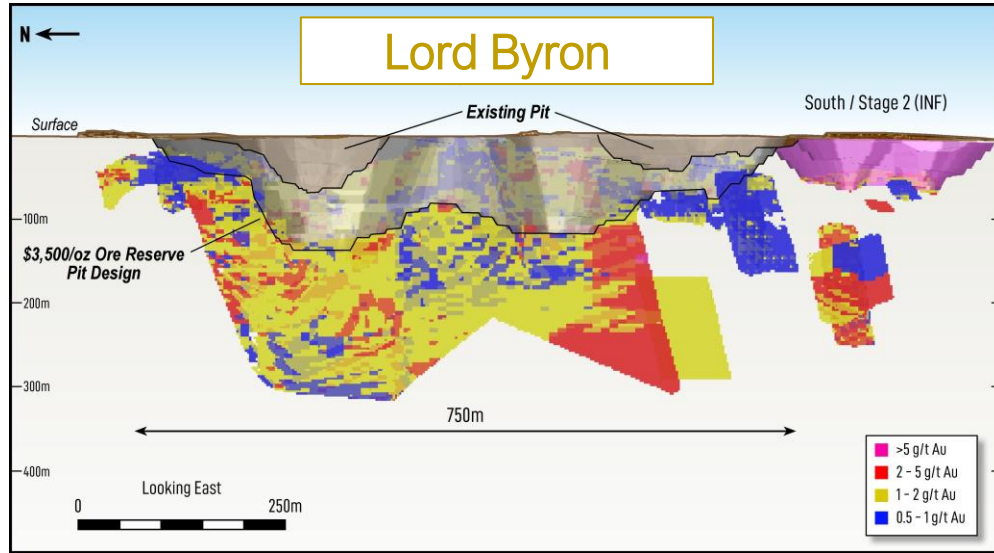 Lord Byron
N
South / Stage 2 (INF)
Existing Pit
Surface
100m
$3,500/oz Ore Reserve
Pit Design
200m
300m
750m
400m
Looking East
0
250m
>5 g/t Au
2 - 5 g/t Au
1 - 2 g/t Au
0.5 - 1 g/t Au